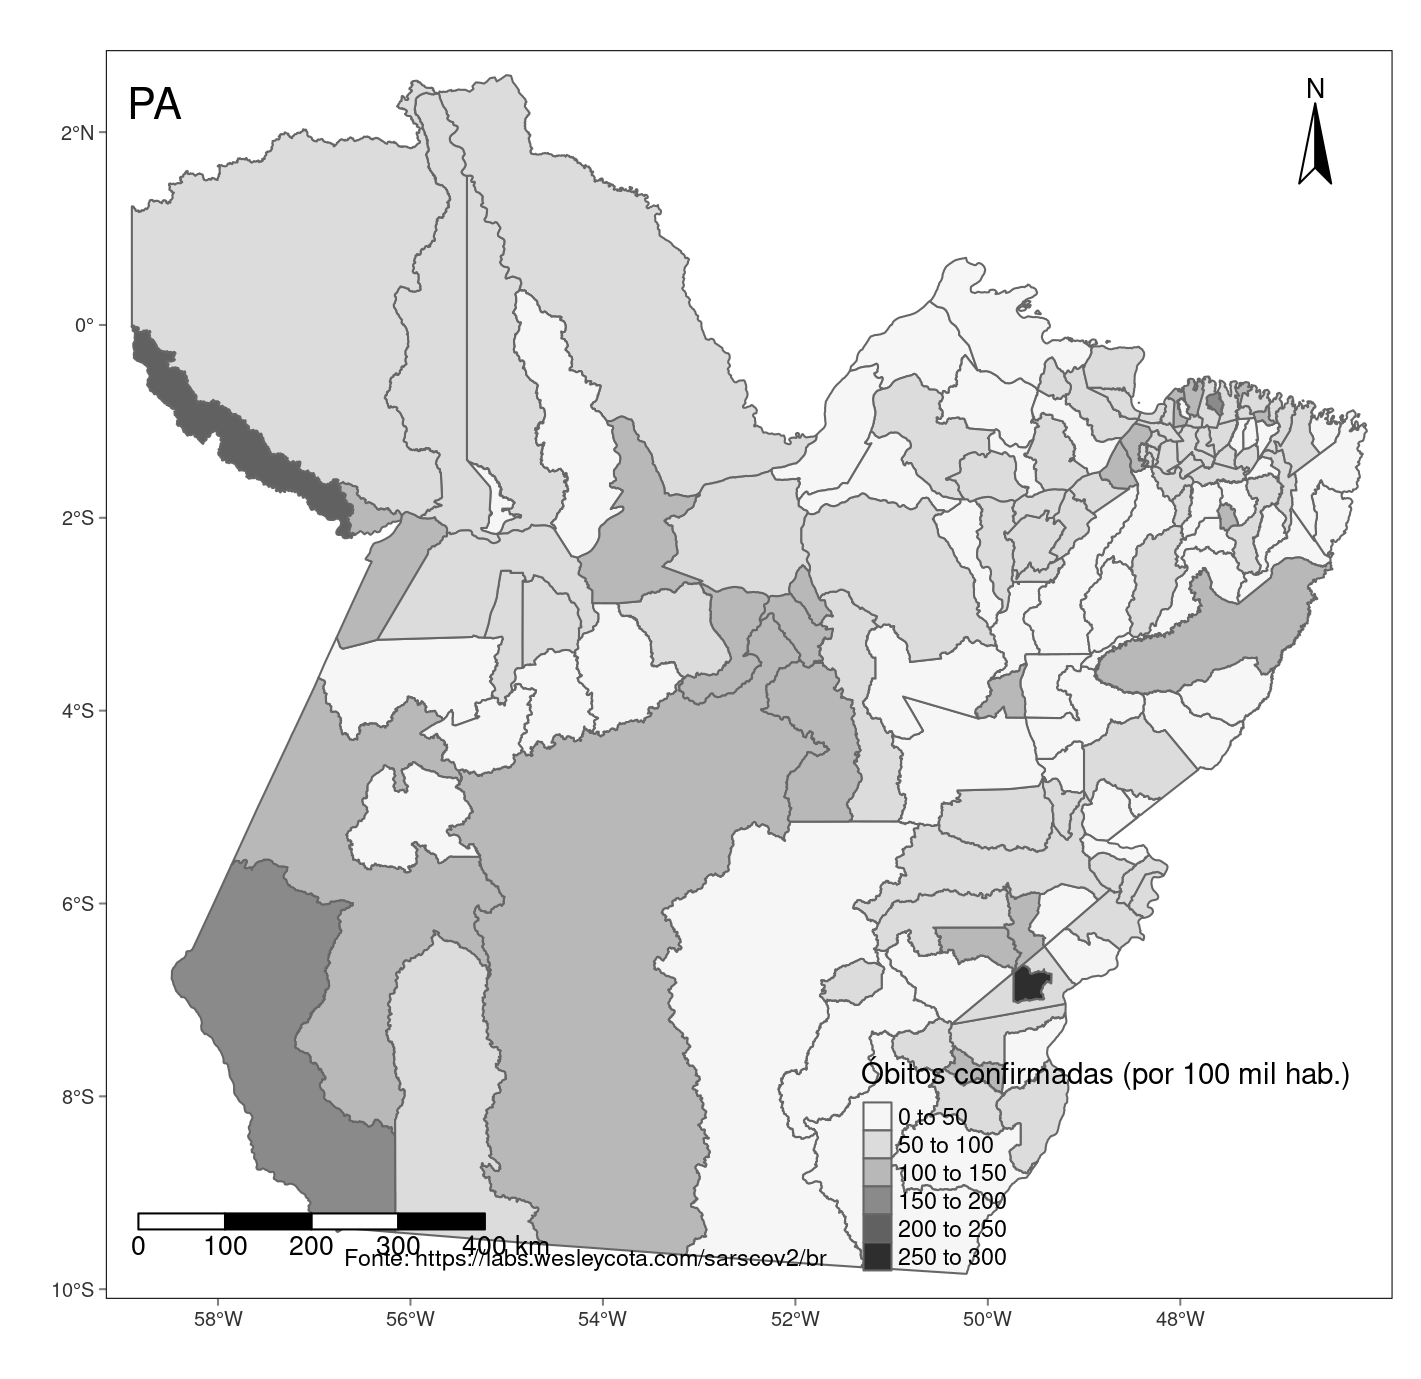 PA
N
2°N
0°
2°S
4°S
6°S
8°S
10°S
Óbitos confirmadas (por 100 mil hab.)
0 to 50
50 to 100
100 to 150
150 to 200
200 to 250
250 to 300
0 100 200 300 400 km
Fonte: https://labs.wesleycota.com/sarscov2/br
58°W 56°W 54°W 52°W 50°W 48°W